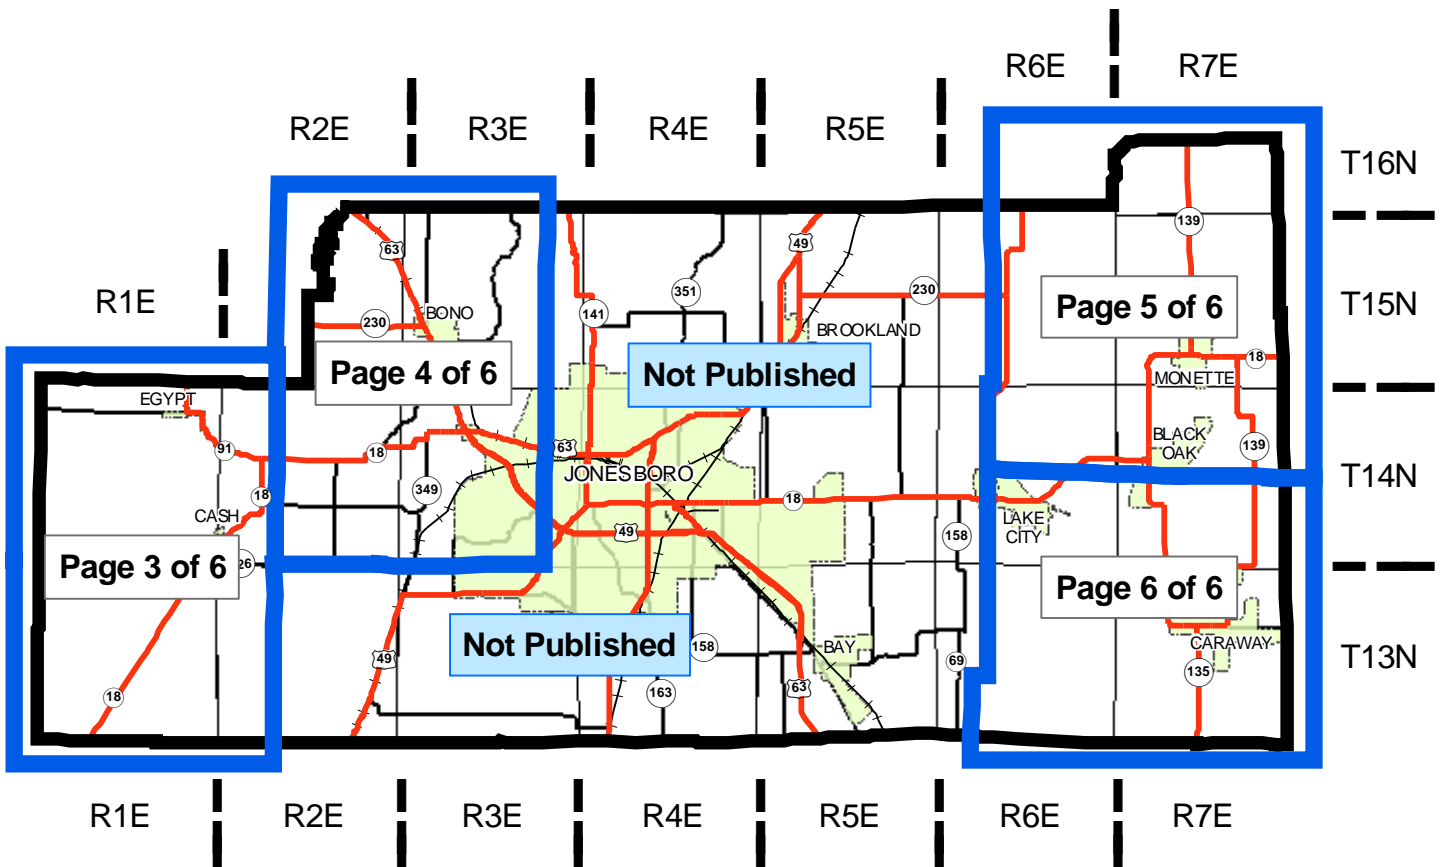 R6E
R7E
R2E
R3E
R4E
R5E
T16N
139
63
49
R1E
351
230
T15N
141
Page 5 of 6
BONO
230
BROOKLAND
Page 4 of 6
Not Published
18
MONETTE
EGYPT
BLACK
OAK
139
91
18
63
JONESBORO
T14N
349
18
18
CASH
LAKE
CITY
49
158
Page 3 of 6
26
Page 6 of 6
Not Published
158
BAY
CARAWAY
T13N
49
69
135
18
163
63
R1E
R2E
R3E
R4E
R5E
R6E
R7E